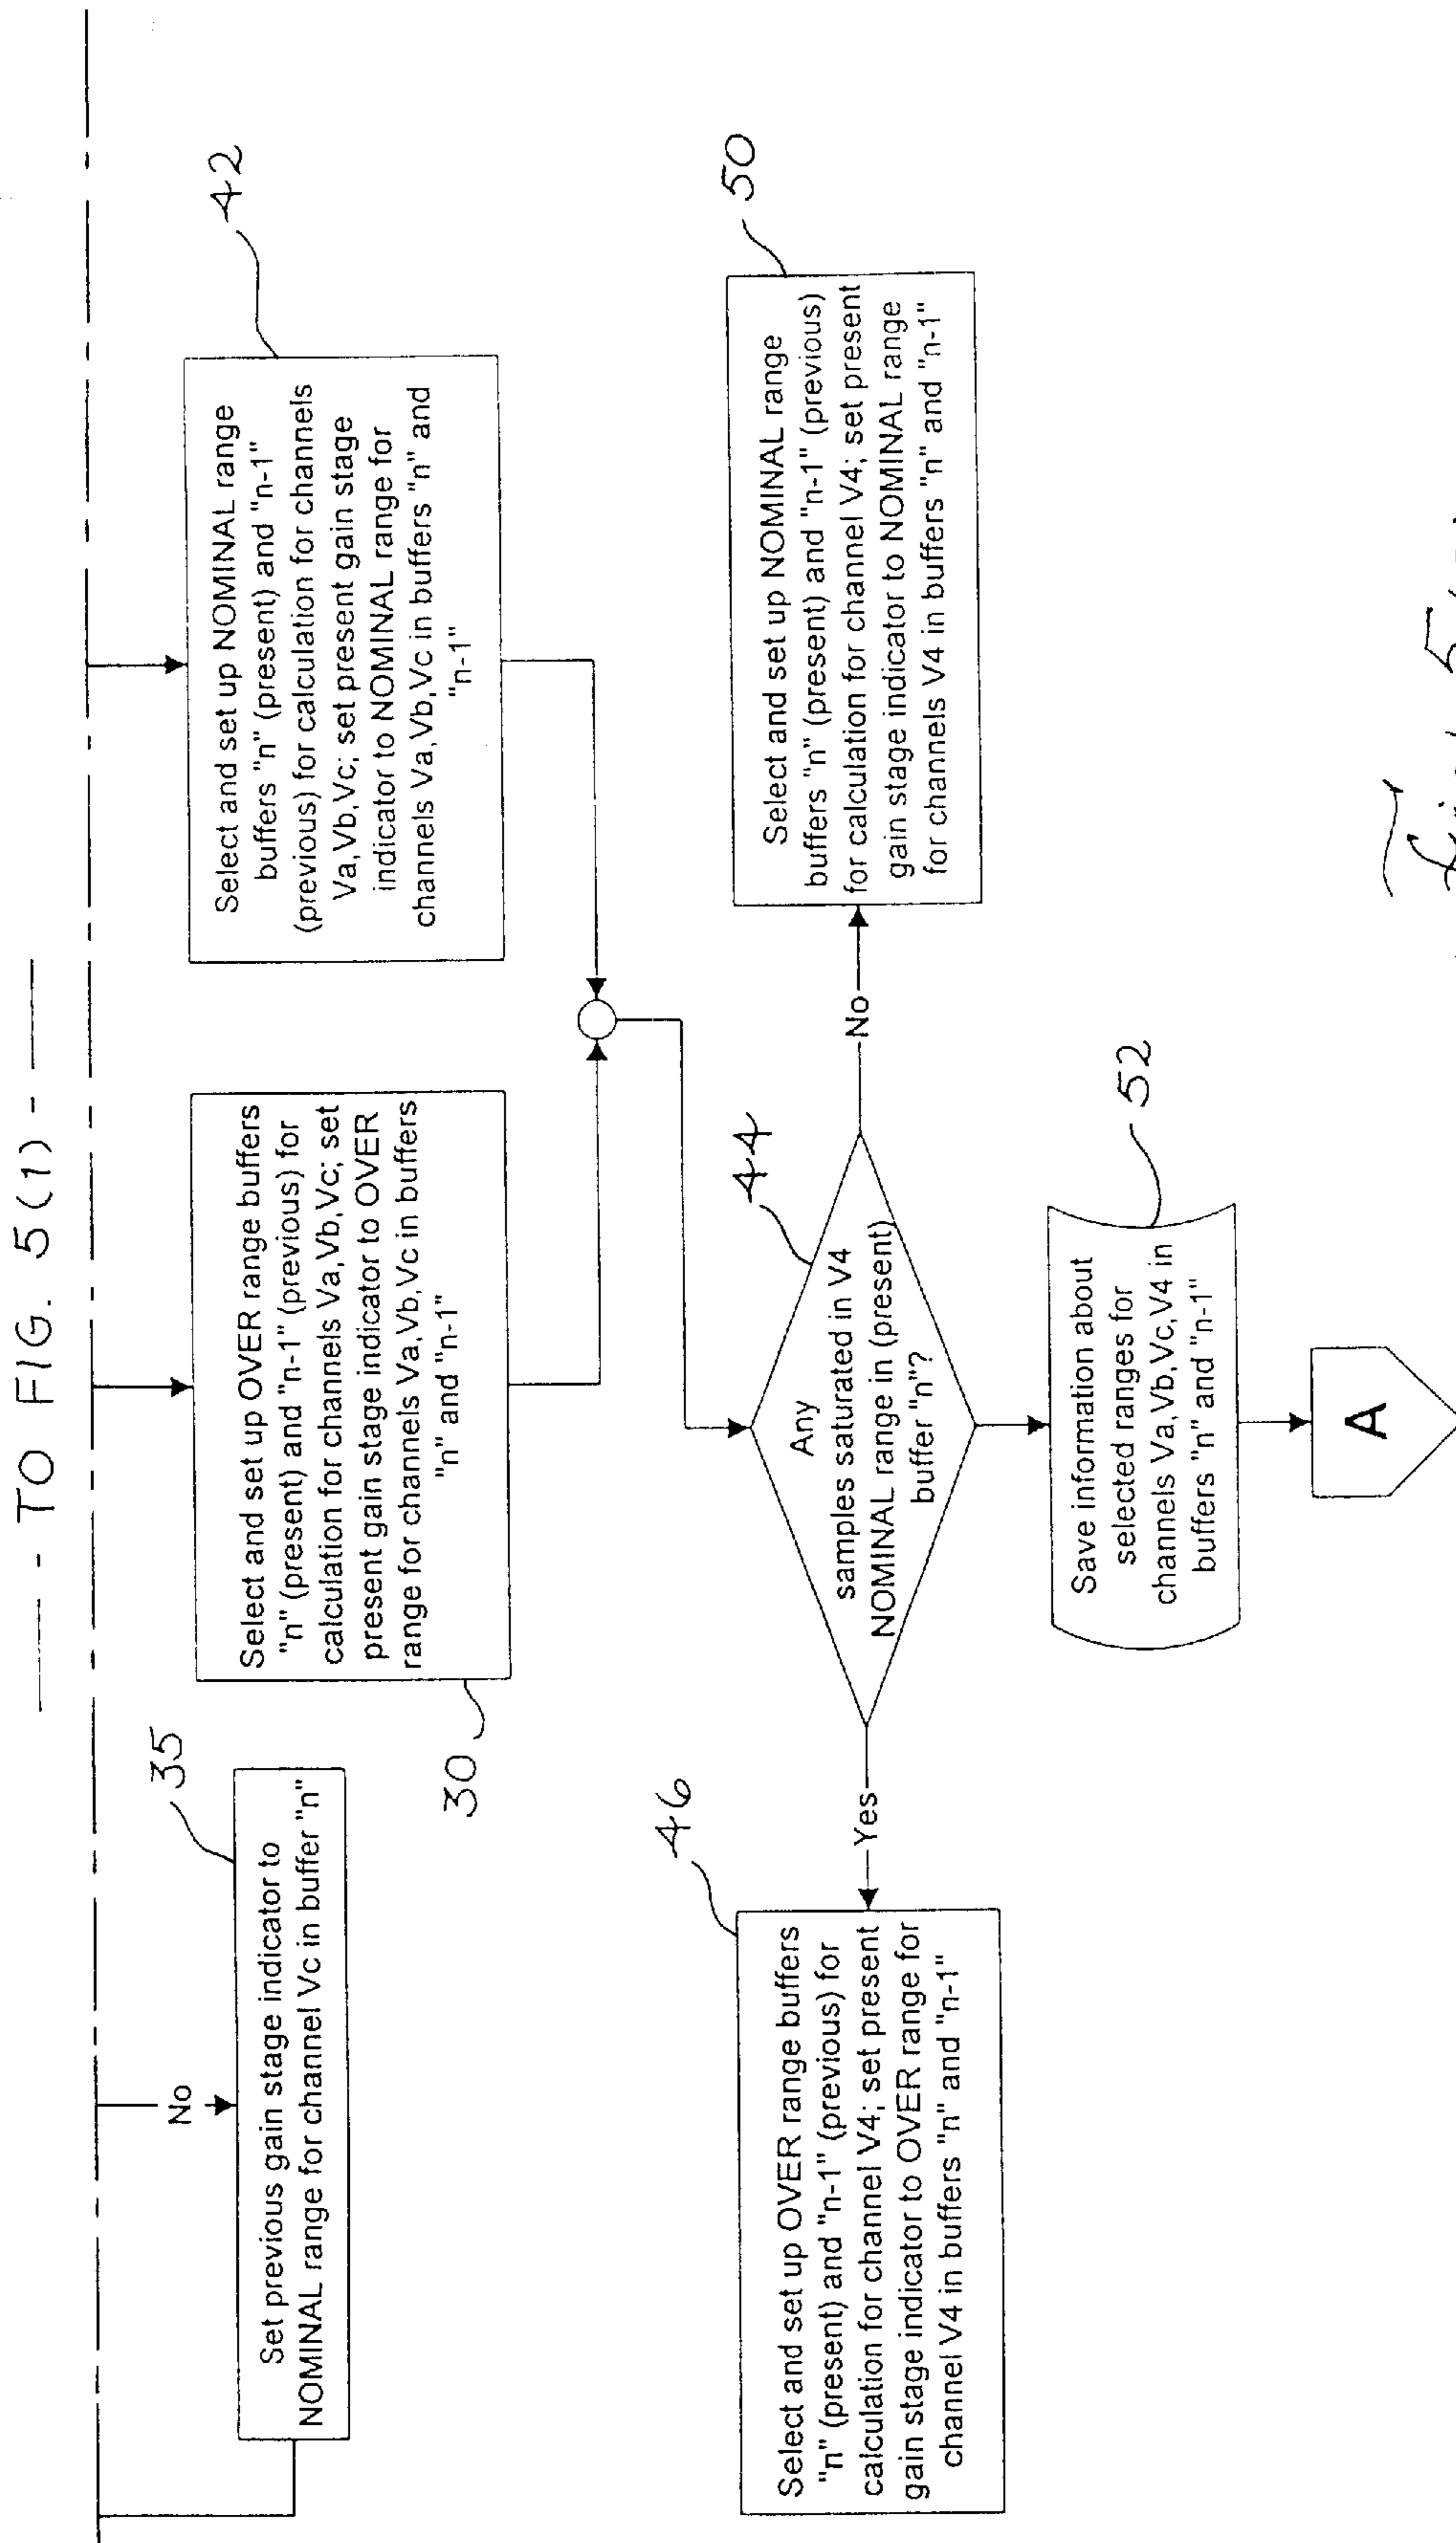 TO FIG. 5(1)
35
No
Set previous gain stage indicator to
NOMINAL range for channel Vc in buffer "n"
30
Select and set up OVER range buffers
"n" (present) and "n-1" (previous) for
calculation for channels Va,Vb,Vc; set
present gain stage indicator to OVER
range for channels Va,Vb,Vc in buffers
"n" and "n-1"
42
Select and set up NOMINAL range
buffers "n" (present) and "n-1"
(previous) for calculation for channels
Va,Vb,Vc; set present gain stage
indicator to NOMINAL range for
channels Va,Vb,Vc in buffers "n" and
"n-1"
44
Any
samples saturated in V4
NOMINAL range in (present)
buffer "n"?
Yes
No
46
Select and set up OVER range buffers
"n" (present) and "n-1" (previous) for
calculation for channel V4; set present
gain stage indicator to OVER range for
channel V4 in buffers "n" and "n-1"
50
Select and set up NOMINAL range
buffers "n" (present) and "n-1" (previous)
for calculation for channel V4; set present
gain stage indicator to NOMINAL range
for channels V4 in buffers "n" and "n-1"
52
Save information about
selected ranges for
channels Va,Vb,Vc,V4 in
buffers "n" and "n-1"
A